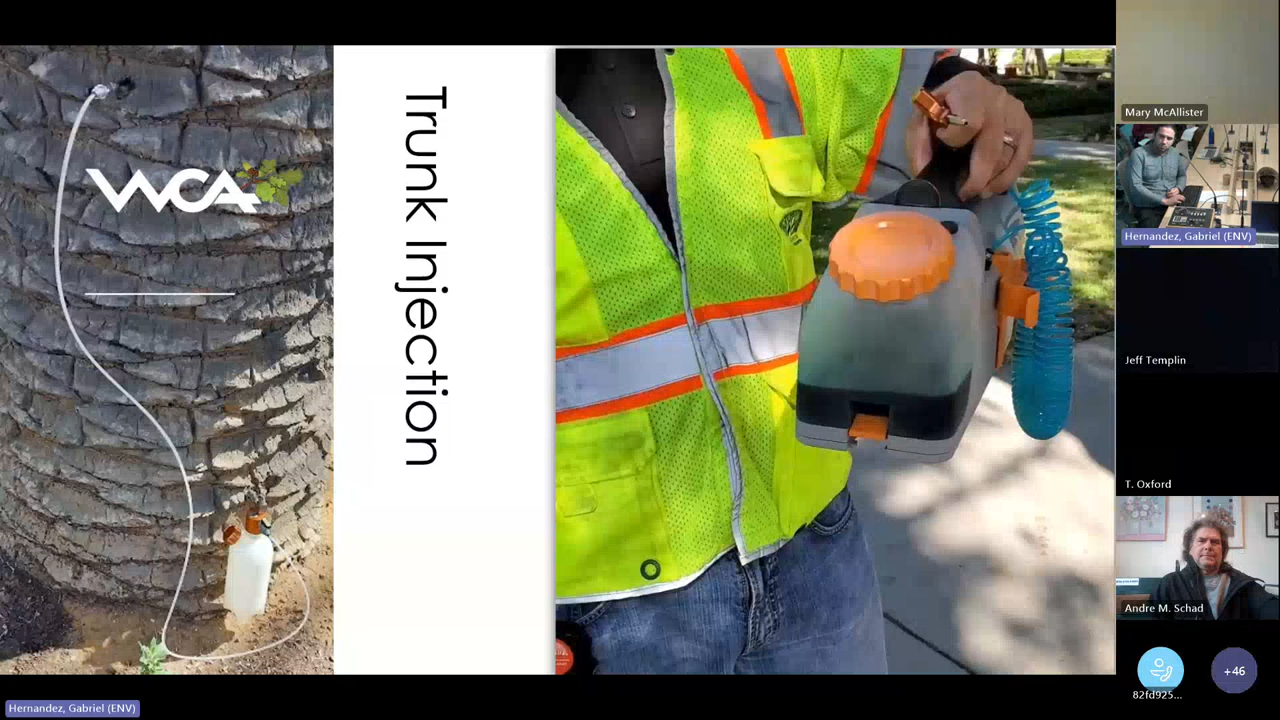 WCA
Trunk Injection
Mary McAllister
Hernandez, Gabriel (ENV)
Jeff Templin
T. Oxford
Andre M. Schad
82fd925...
+46
Hernandez, Gabriel (ENV)